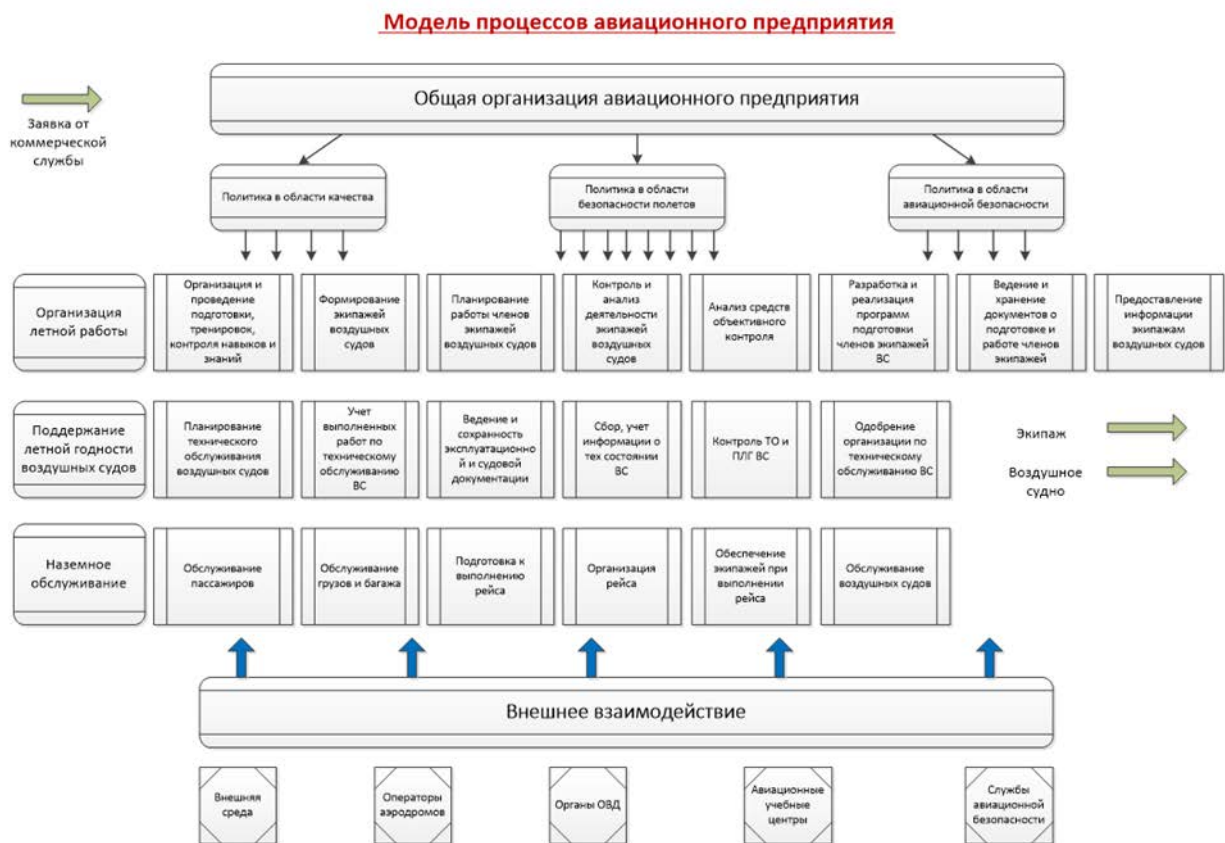 Модель процессов авиационного предприятия
Заявка от
коммерческой
службы
Общая организация авиационного предприятия
Политика в области качества
Политика в области
безопасности полетов
Политика в области
авиационной безопасности
Организация
летной работы
Организация и
проведение
подготовки,
тренировок,
контроля навыков и
знаний
Формирование
экипажей
воздушных
судов
Планирование
работы членов
экипажей
воздушных судов
Контроль и
анализ
деятельности
экипажей
воздушных
судов
Анализ средств
объективного
контроля
Разработка и
реализация
программ
подготовки
членов экипажей
ВС
Ведение и
хранение
документов о
подготовке и
работе членов
экипажей
Предоставление
информации
экипажам
воздушных судов
Поддержание
летной годности
воздушных судов
Планирование
технического
обслуживания
воздушных судов
Учет
выполненных
работ по
техническому
обслуживанию
ВС
Ведение и
сохранность
эксплуатационно
й и судовой
документации
Сбор, учет
информации о
тех состоянии
ВС
Контроль ТО и
ПЛГ ВС
Одобрение
организации по
техническому
обслуживанию ВС
Экипаж
Воздушное
судно
Наземное
обслуживание
Обслуживание
пассажиров
Обслуживание
грузов и багажа
Подготовка к
выполнению
рейса
Организация
рейса
Обеспечение
экипажей при
выполнении
рейса
Обслуживание
воздушных судов
Внешнее взаимодействие
Внешняя
среда
Операторы
аэродромов
Органы ОВД
Авиационные
учебные
центры
Службы
авиационной
безопасности